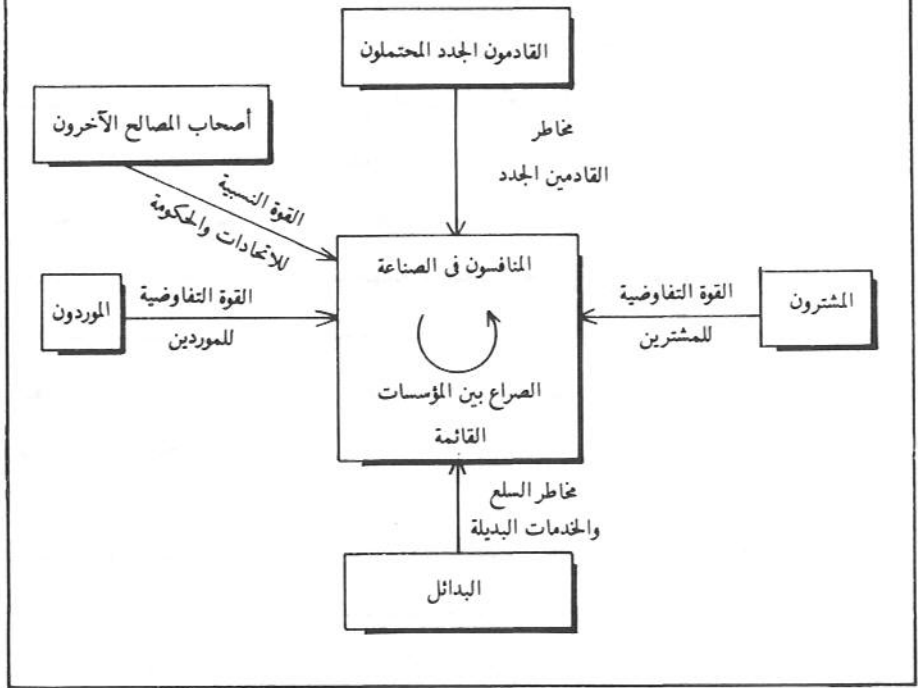 القادمون الجدد المحتملون
أصحاب المصالح الآخرون
مخاطر
القادمين الجدد
القوة النسبية
للاتحادات والحكومة
المنافسون فى الصناعة
المشترون
القوة التفاوضية
للمشترين
القوة التفاوضية
للموردين
الموردون
الصراع بين المؤسسات
القائمة
مخاطر السلع
والخدمات البديلة
البدائل